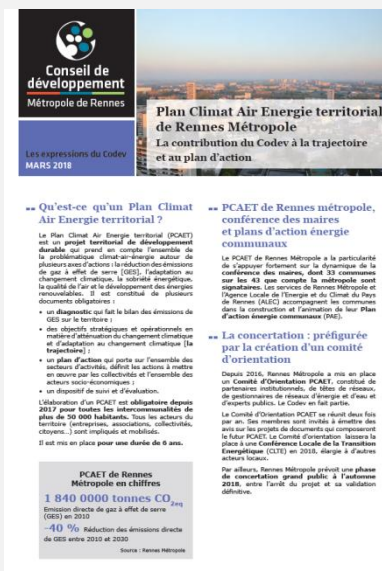 Conseil de
développement
Métropole de Rennes
Plan Climat Air Energie territorial
de Rennes Métropole
La contribution du Codev à la trajectoire
et au plan d'action
Les expressions du Codev
MARS 2018
Qu'est-ce qu'un Plan Climat
Air Energie territorial ?
Le Plan Climat Air Energie territorial (PCAET)
est un projet territorial de développement
durable qui prend en compte l'ensemble de
la problématique climat-air-énergie autour de
plusieurs axes d'actions : la réduction des émissions
de gaz à effet de serre [GES], l'adaptation au
changement climatique, la sobriété énergétique,
la qualité de l'air et le développement des énergies
renouvelables. Il est constitué de plusieurs
documents obligatoires :
• un diagnostic qui fait le bilan des émissions de
GES sur le territoire ;
• des objectifs stratégiques et opérationnels en
matière d'atténuation du changement climatique
et d'adaptation au changement climatique [la
trajectoire] ;
• un plan d'action qui porte sur l'ensemble des
secteurs d'activité, définit les actions à mettre
en œuvre par les collectivités et l'ensemble des
acteurs socio-économiques ;
• un dispositif de suivi et d'évaluation.
L'élaboration d'un PCAET est obligatoire depuis
2017 pour toutes les intercommunalités de
plus de 50 000 habitants. Tous les acteurs du
territoire (entreprises, associations, collectivités,
citoyens...) sont impliqués et mobilisés.
Il est mis en place pour une durée de 6 ans.
PCAET de Rennes
Métropole en chiffres
1 840 0000 tonnes CO2eq
Emission directe de gaz à effet de serre
(GES) en 2010
-40 % Réduction des émissions directe
de GES entre 2010 et 2030
Source : Rennes Métropole
PCAET de Rennes métropole,
conférence des maires
et plans d'action énergie
communaux
Le PCAET de Rennes Métropole a la particularité
de s'appuyer fortement sur la dynamique de la
conférence des maires, dont 33 communes
sur les 43 que compte la métropole sont
signataires. Les services de Rennes Métropole et
l'Agence Locale de l'Energie et du Climat du Pays
de Rennes (ALEC) accompagnent les communes
dans la construction et l'animation de leur Plan
d'action énergie communaux (PAE).
La concertation : préfigurée
par la création d'un comité
d'orientation
Depuis 2016, Rennes Métropole a mis en place
un Comité d'Orientation PCAET, constitué de
partenaires institutionnels, de têtes de réseaux,
de gestionnaires de réseaux d'énergie et d'eau et
d'experts publics. Le Codev en fait partie.
Le Comité d'Orientation PCAET se réunit deux fois
par an. Ses membres sont invités à émettre des
avis sur les projets de documents qui composeront
le futur PCAET. Le Comité d'orientation laissera la
place à une Conférence Locale de la Transition
Energétique (CLTE) en 2018, élargie à d'autres
acteurs locaux.
Par ailleurs, Rennes Métropole prévoit une phase
de concertation grand public à l'automne
2018, entre l'arrêt du projet et sa validation
définitive.